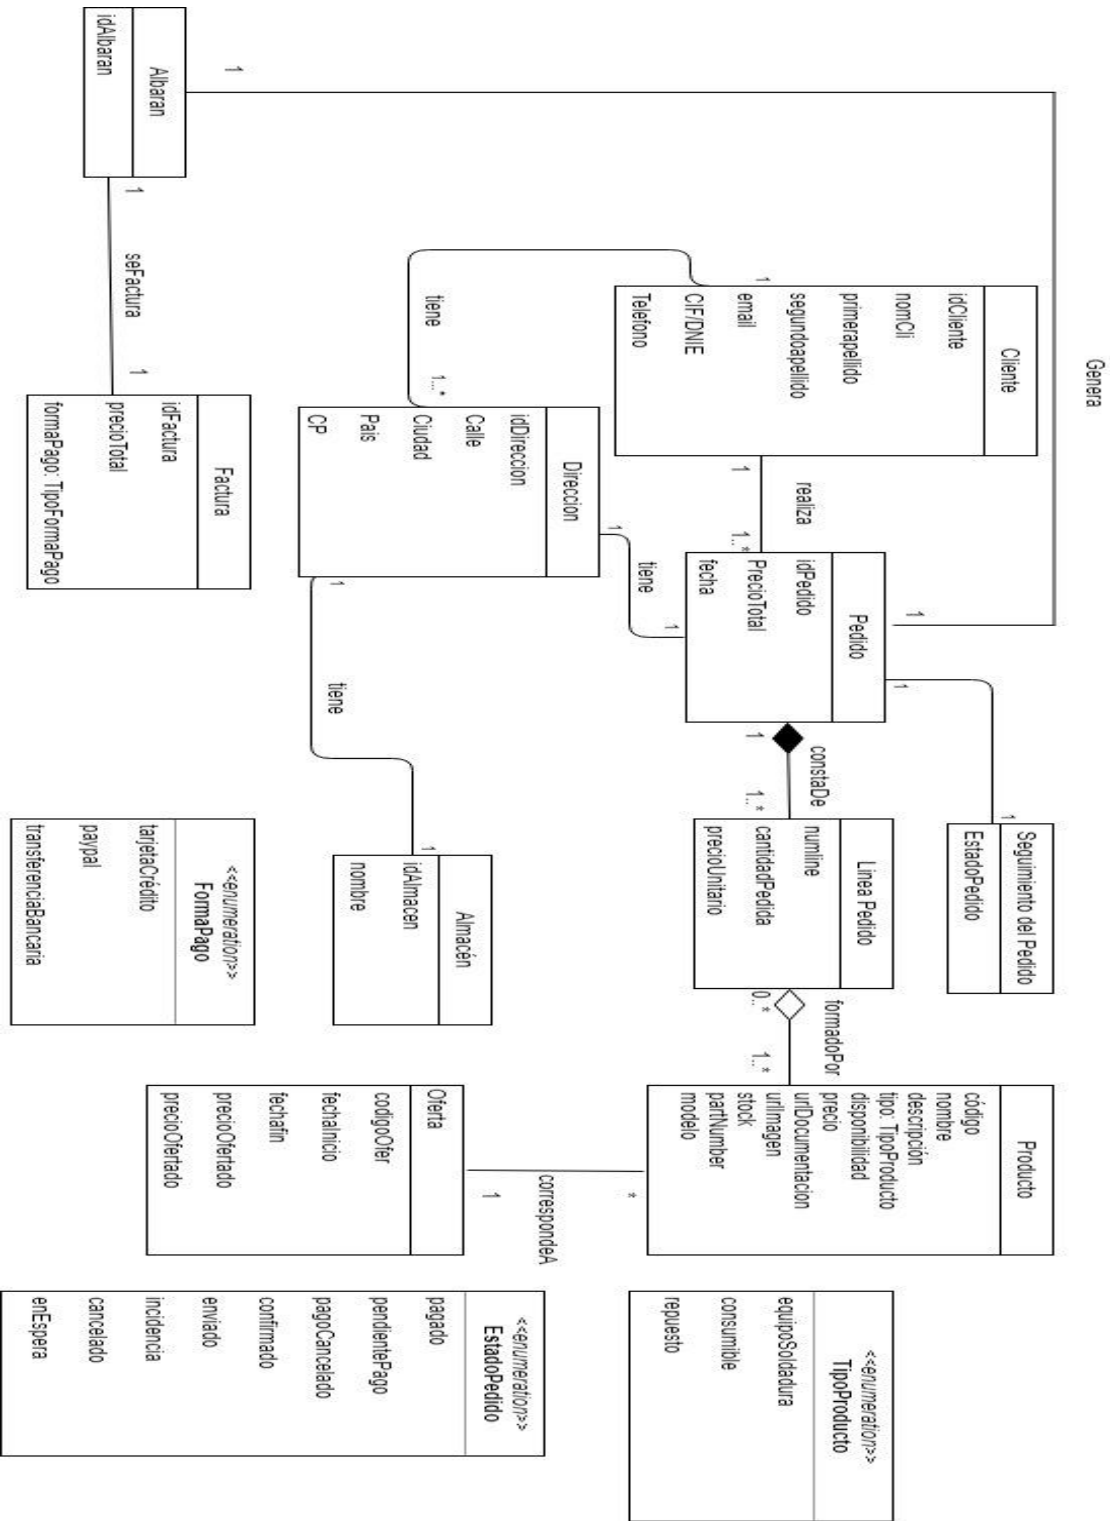 Genera
Cliente
idCliente
nomCli
primerapellido
segundoapellido
email
CIF/DNIE
Telefono
1
1
realiza
1..*
Pedido
idPedido
PrecioTotal
fecha
1
1
1
1
constaDe
1..*
Seguimiento del Pedido
EstadoPedido
1
Linea Pedido
numline
cantidadPedida
precioUnitario
0..*
formadoPor
1..*
Producto
código
nombre
descripción
tipo: TipoProducto
disponibilidad
precio
urlDocumentacion
urlImagen
stock
partNumber
modelo
*
correspondeA
1
<<enumeration>>
TipoProducto
equipoSoldadura
consumible
repuesto
Albaran
idAlbaran
1
1
seFactura
1
Factura
idFactura
precioTotal
formaPago: TipoFormaPago
tiene
1...*
Direccion
idDireccion
Calle
Ciudad
Pais
CP
1
tiene
1
tiene
1
Almacén
idAlmacen
nombre
<<enumeration>>
FormaPago
tarjetaCrédito
paypal
transferenciaBancaria
Oferta
codigoOfer
fechaInicio
fechafin
precioOfertado
precioOfertado
<<enumeration>>
EstadoPedido
pagado
pendientePago
pagoCancelado
confirmado
enviado
incidencia
cancelado
enEspera